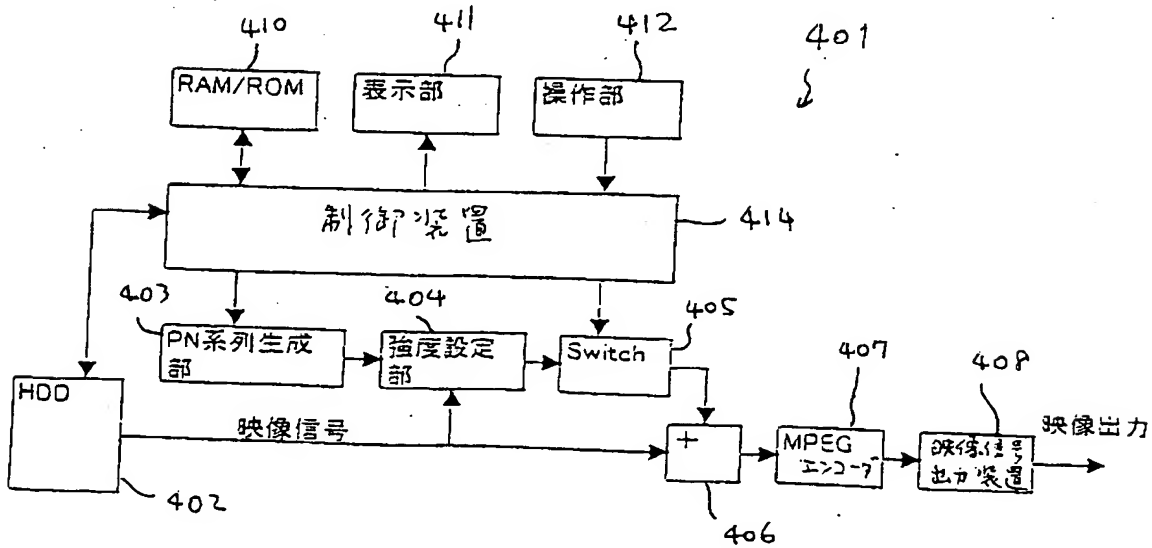 410
411
412
401
RAM/ROM
表示部
操作部
制御装置
414
403
404
405
PN系列生成
部
強度設定
部
Switch
407
408
HDD
映像信号
+
MPEG
エンコーダ
映像信号
出力装置
映像出力
402
406